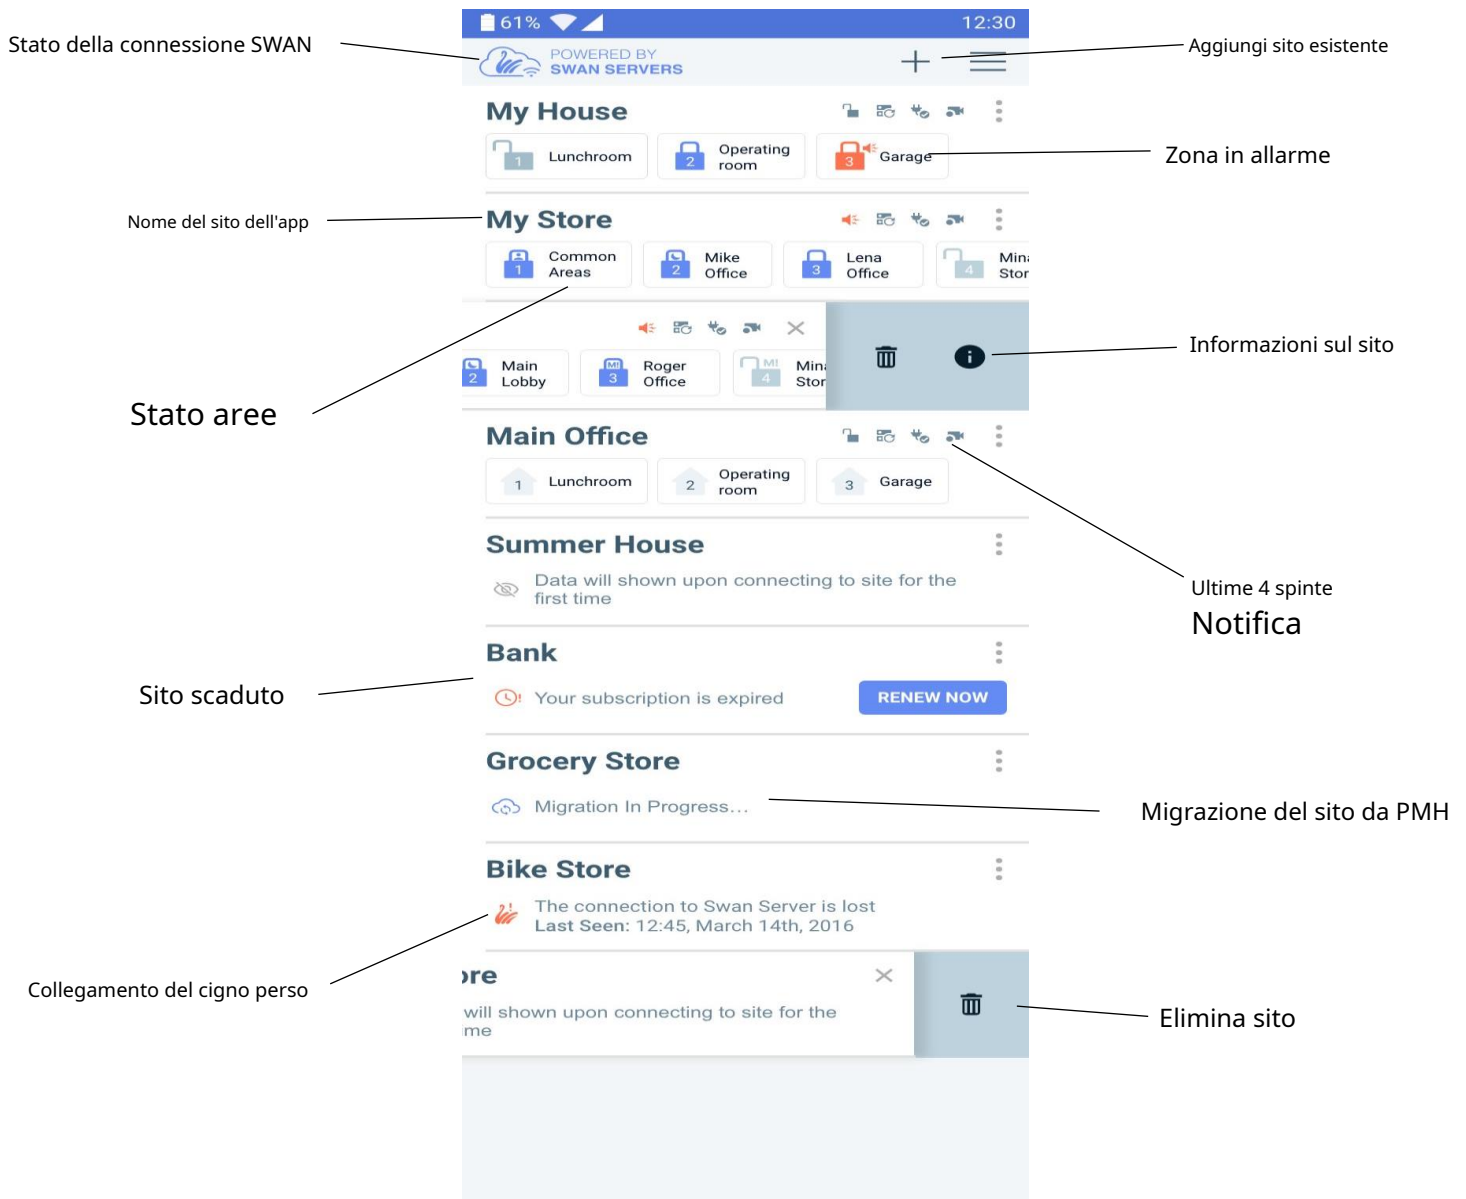 61%
12:30
Stato della connessione SWAN
POWERED BY
SWAN SERVERS
Aggiungi sito esistente
My House
1 Lunchroom
2 Operating room
3 Garage
Zona in allarme
Nome del sito dell'app
My Store
1 Common Areas
2 Mike Office
3 Lena Office
4 Min
Stor
Informazioni sul sito
2 Main Lobby
M! 3 Roger Office
M! 4 Min
Stor
Stato aree
Main Office
1 Lunchroom
2 Operating room
3 Garage
Summer House
Data will shown upon connecting to site for the
first time
Ultime 4 spinte
Notifica
Bank
Sito scaduto
Your subscription is expired
RENEW NOW
Grocery Store
Migration In Progress...
Migrazione del sito da PMH
Bike Store
The connection to Swan Server is lost
Last Seen: 12:45, March 14th, 2016
Collegamento del cigno perso
ore
will shown upon connecting to site for the
me
Elimina sito